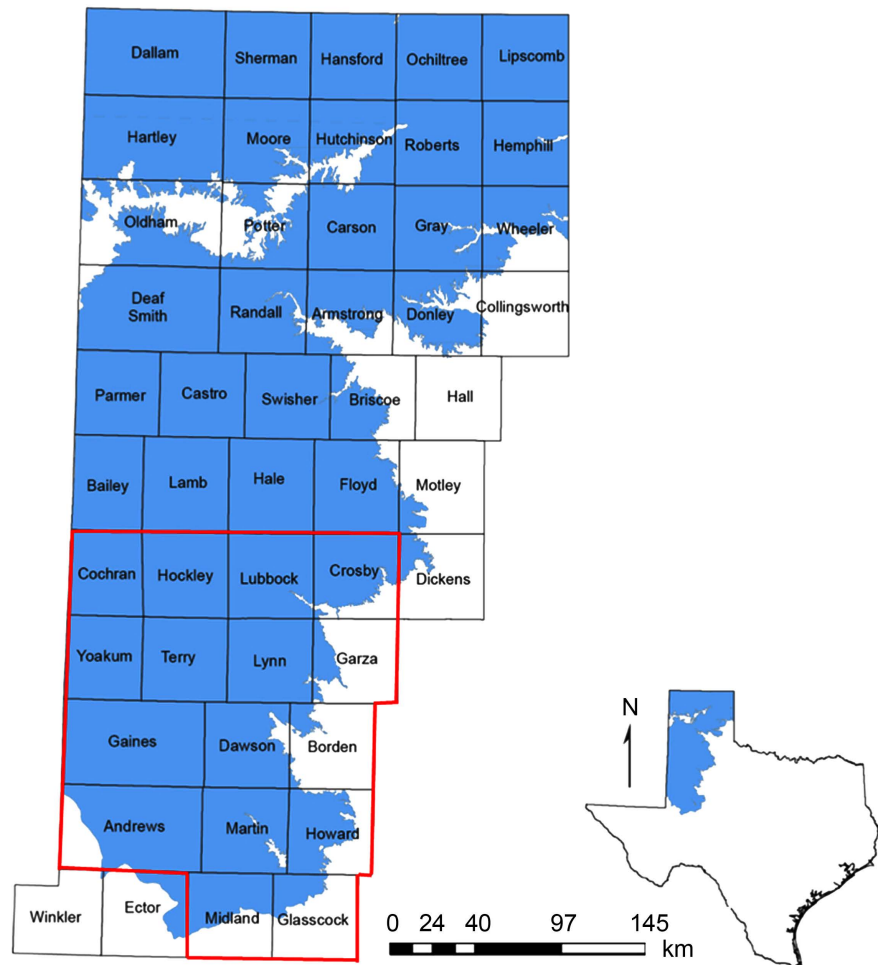 Dallam
Sherman
Hansford
Ochiltree
Lipscomb
Hartley
Moore
Hutchinson
Roberts
Hemphill
Oldham
Potter
Carson
Gray
Wheeler
Deaf
Smith
Randall
Armstrong
Donley
Collingsworth
Parmer
Castro
Swisher
Briscoe
Hall
Bailey
Lamb
Hale
Floyd
Motley
Cochran
Hockley
Lubbock
Crosby
Dickens
Yoakum
Terry
Lynn
Garza
Gaines
Dawson
Borden
Andrews
Martin
Howard
Winkler
Ector
Midland
Glasscock
N
0 24 40 97 145
km